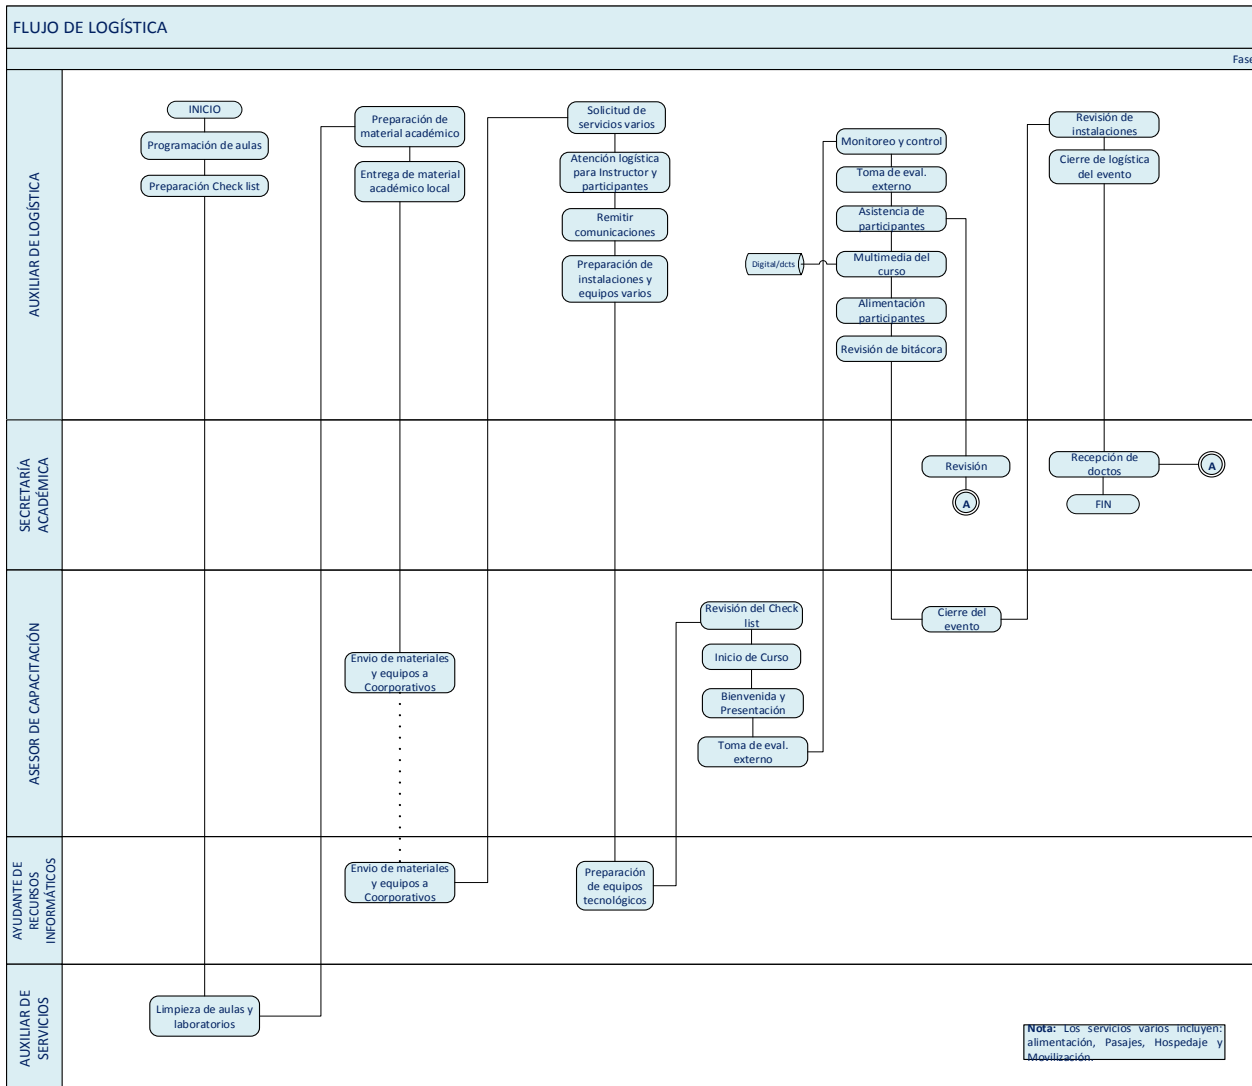 FLUJO DE LOGÍSTICA
Fase
AUXILIAR DE LOGÍSTICA
INICIO
Programación de aulas
Preparación Check list
Preparación de
material académico
Entrega de material
académico local
Solicitud de
servicios varios
Atención logística
para Instructor y
participantes
Remitir
comunicaciones
Preparación de
instalaciones y
equipos varios
Monitoreo y control
Toma de eval.
externo
Asistencia de
participantes
Digital/dcts
Multimedia del
curso
Alimentación
participantes
Revisión de bitácora
Revisión de
instalaciones
Cierre de logística
del evento
SECRETARÍA
ACADÉMICA
Revisión
A
Recepción de
doctos
A
FIN
ASESOR DE CAPACITACIÓN
Envio de materiales
y equipos a
Coorporativos
Revisión del Check
list
Inicio de Curso
Bienvenida y
Presentación
Toma de eval.
externo
Cierre del
evento
AYUDANTE DE
RECURSOS
INFORMÁTICOS
Envio de materiales
y equipos a
Coorporativos
Preparación
de equipos
tecnológicos
AUXILIAR DE
SERVICIOS
Limpieza de aulas y
laboratorios
Nota: Los servicios varios incluyen:
alimentación, Pasajes, Hospedaje y
Movilización.